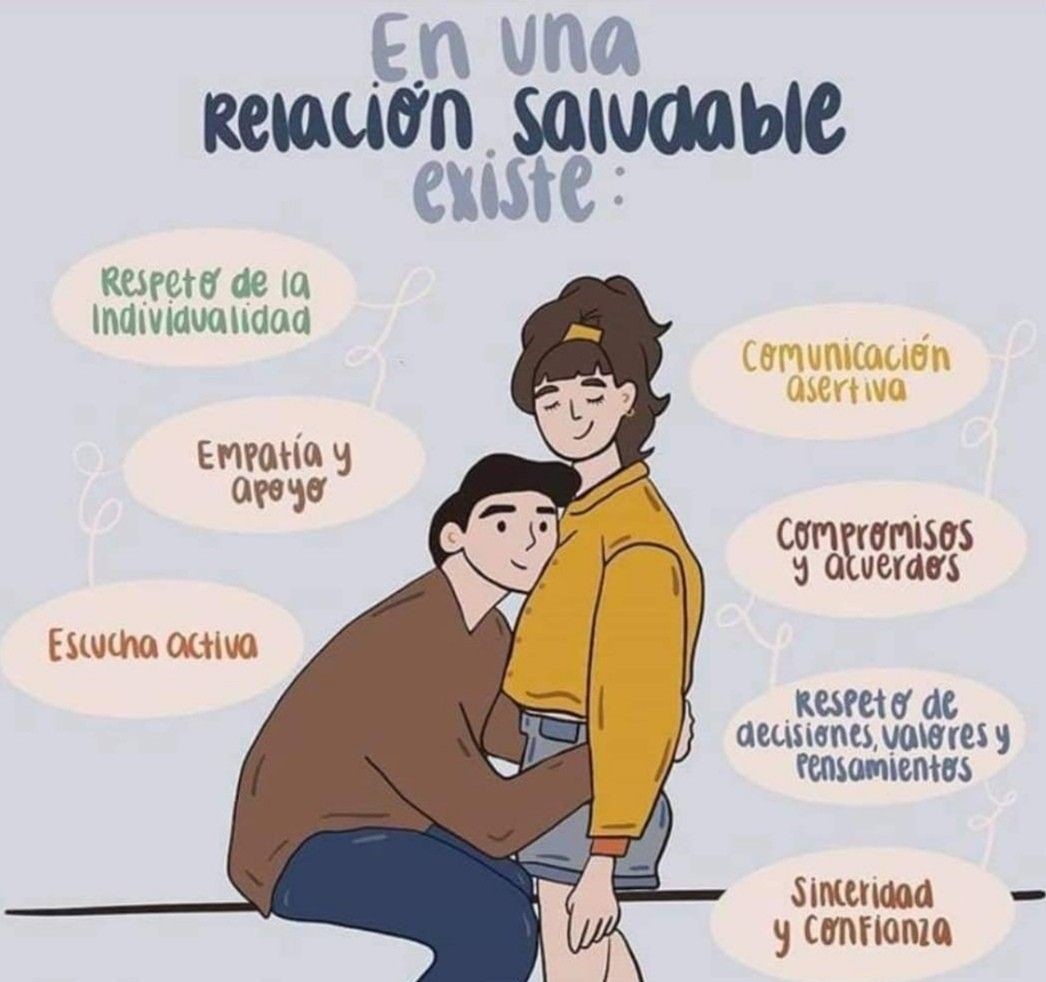 En una
Relación saludable
existe:
Respeto de la
individualidad
Empatía y
apoyo
Escucha activa
Comunicación
asertiva
Compromisos
y acuerdos
Respeto de
decisiones, valores y
pensamientos
Sinceridad
y confianza